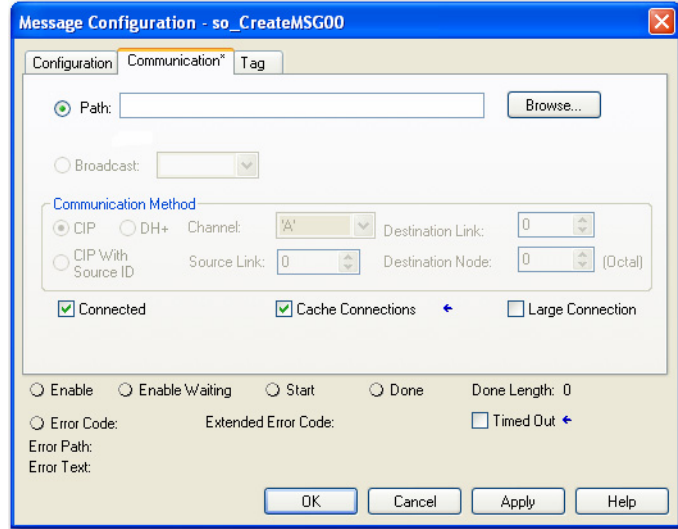 Message Configuration - so_CreateMSG00
Configuration Communication* Tag
Path: Browse...
Broadcast:
Communication Method
CIP DH+ Channel: 'A' Destination Link: 0
CIP With Source ID Source Link: 0 Destination Node: 0 (Octal)
Connected Cache Connections Large Connection
Enable Enable Waiting Start Done Done Length: 0
Error Code: Extended Error Code: Timed Out
Error Path:
Error Text:
OK Cancel Apply Help